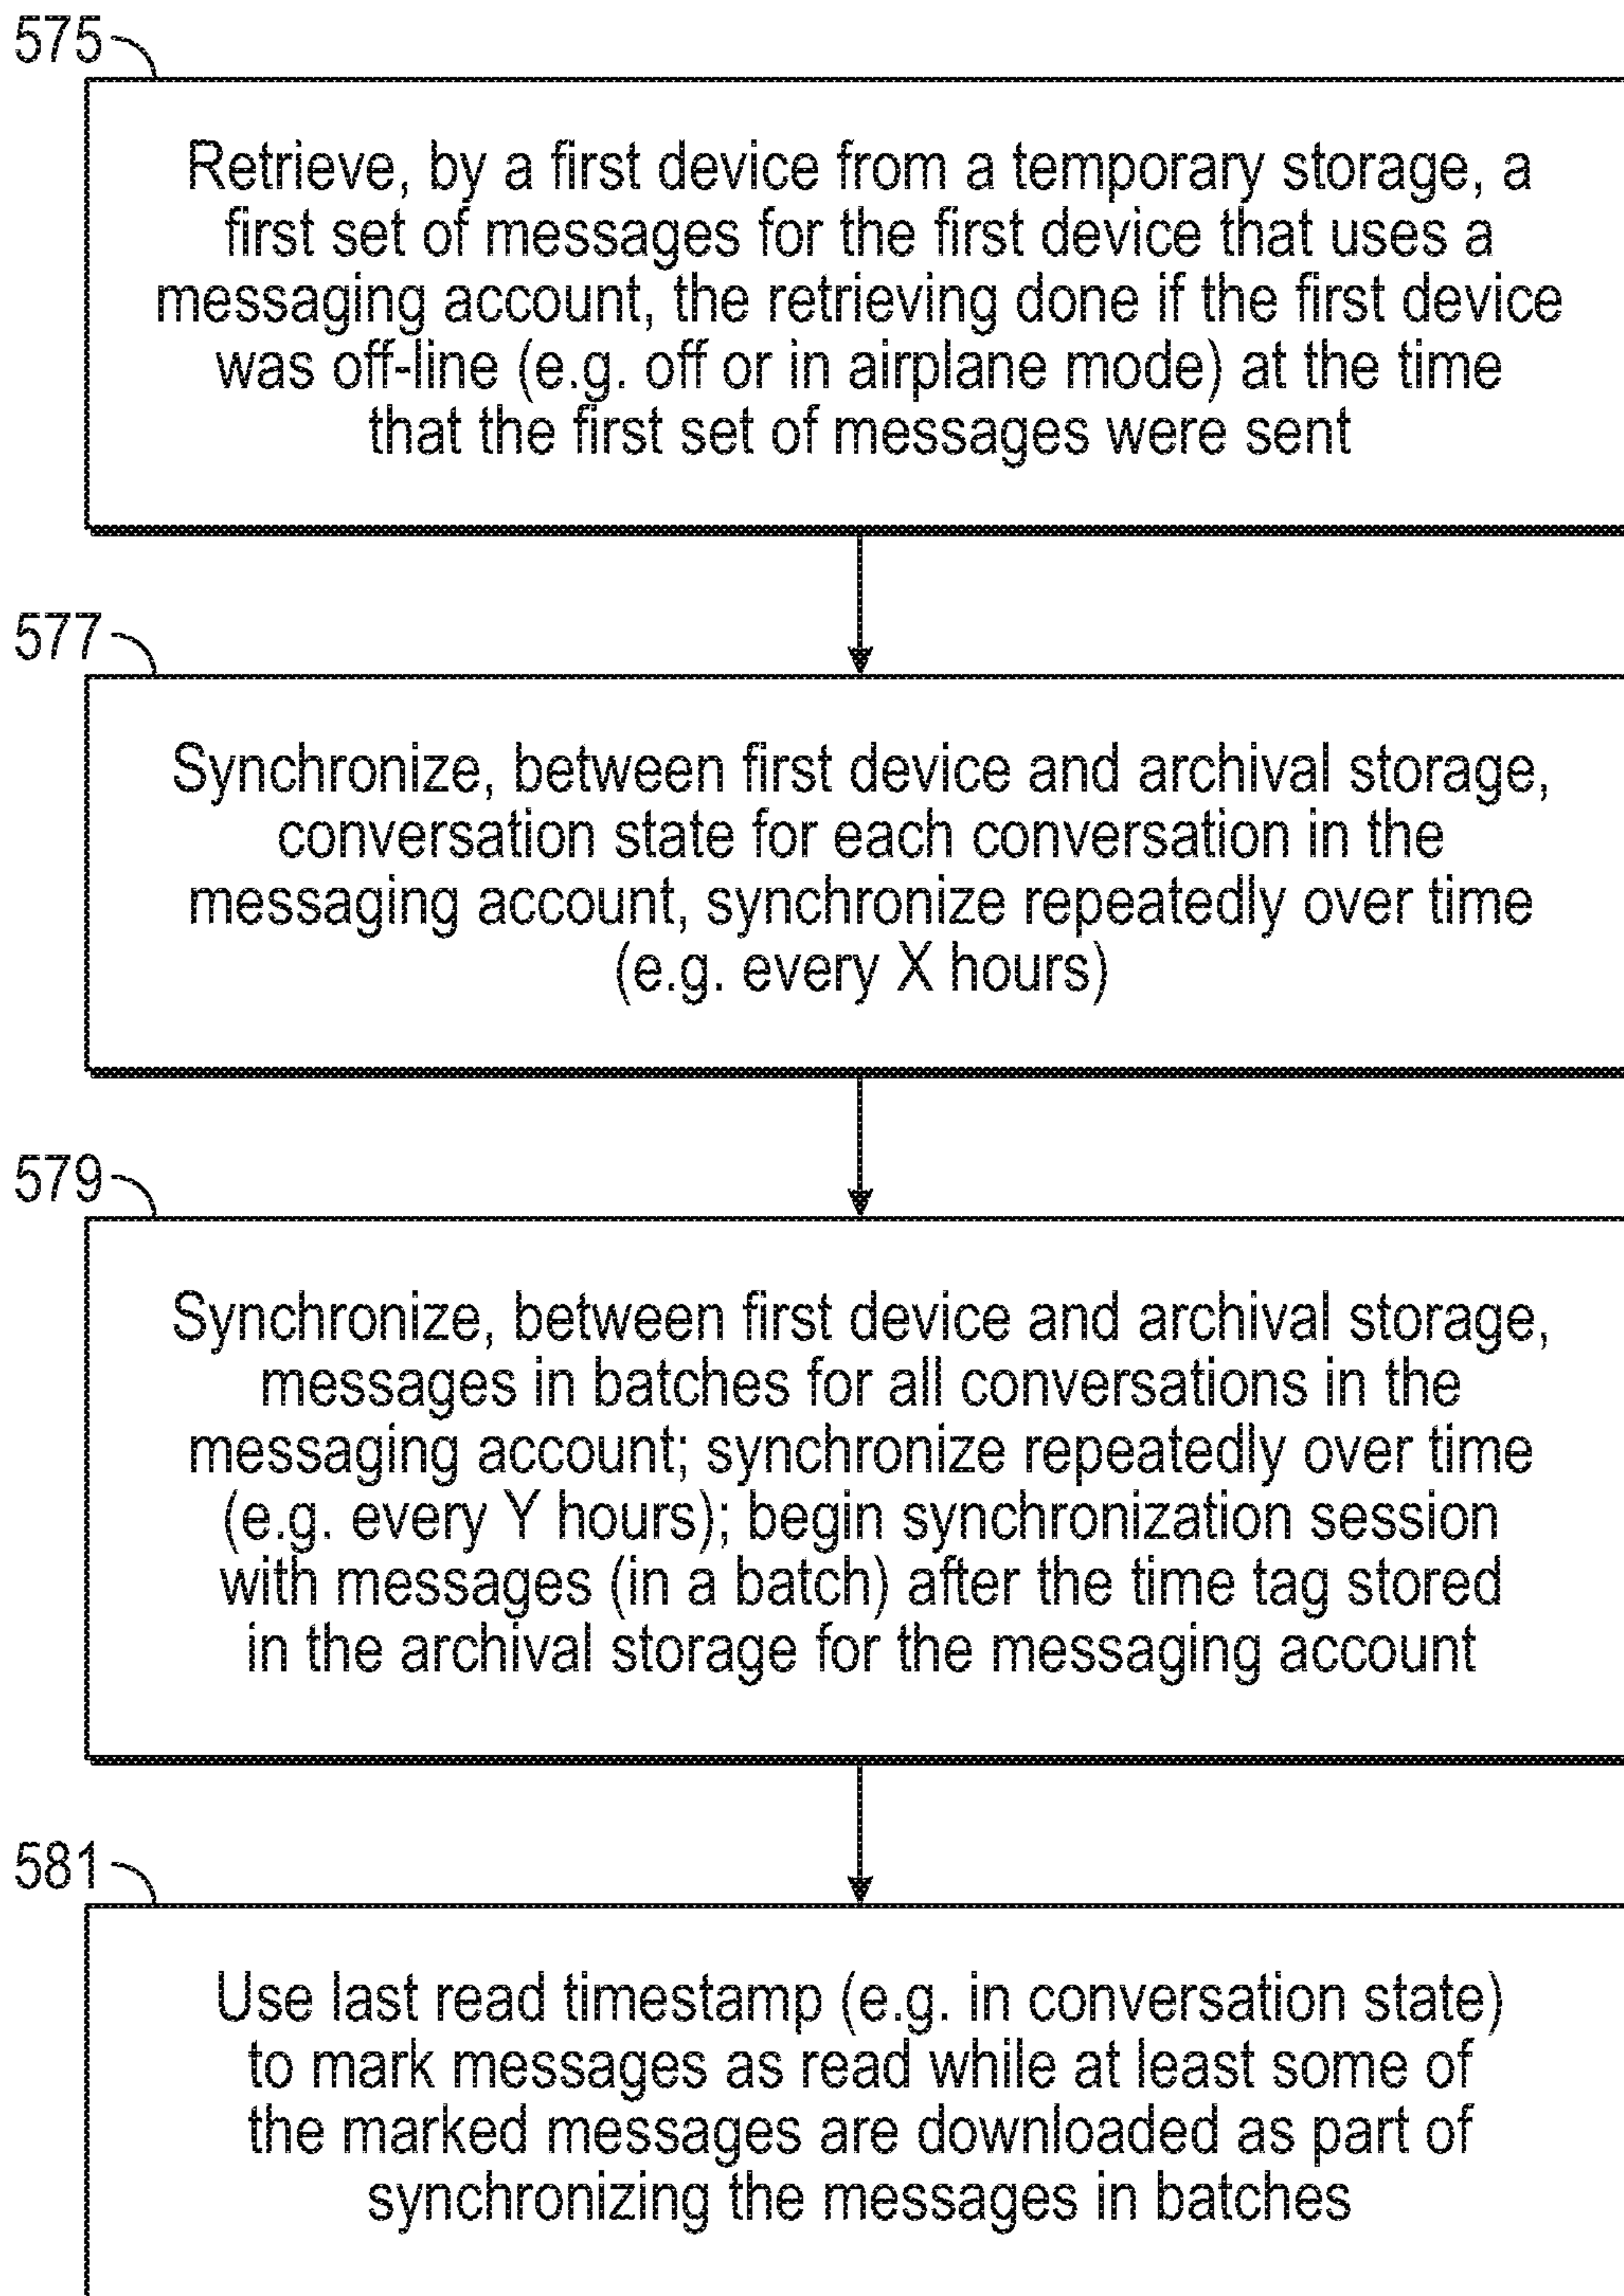 575
Retrieve, by a first device from a temporary storage, a
first set of messages for the first device that uses a
messaging account, the retrieving done if the first device
was off-line (e.g. off or in airplane mode) at the time
that the first set of messages were sent
577
Synchronize, between first device and archival storage,
conversation state for each conversation in the
messaging account, synchronize repeatedly over time
(e.g. every X hours)
579
Synchronize, between first device and archival storage,
messages in batches for all conversations in the
messaging account; synchronize repeatedly over time
(e.g. every Y hours); begin synchronization session
with messages (in a batch) after the time tag stored
in the archival storage for the messaging account
581
Use last read timestamp (e.g. in conversation state)
to mark messages as read while at least some of
the marked messages are downloaded as part of
synchronizing the messages in batches